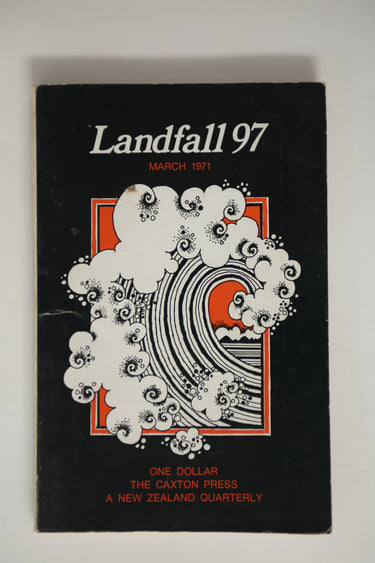 Landfall 97
MARCH 1971
ONE DOLLAR
THE CAXTON PRESS
A NEW ZEALAND QUARTERLY